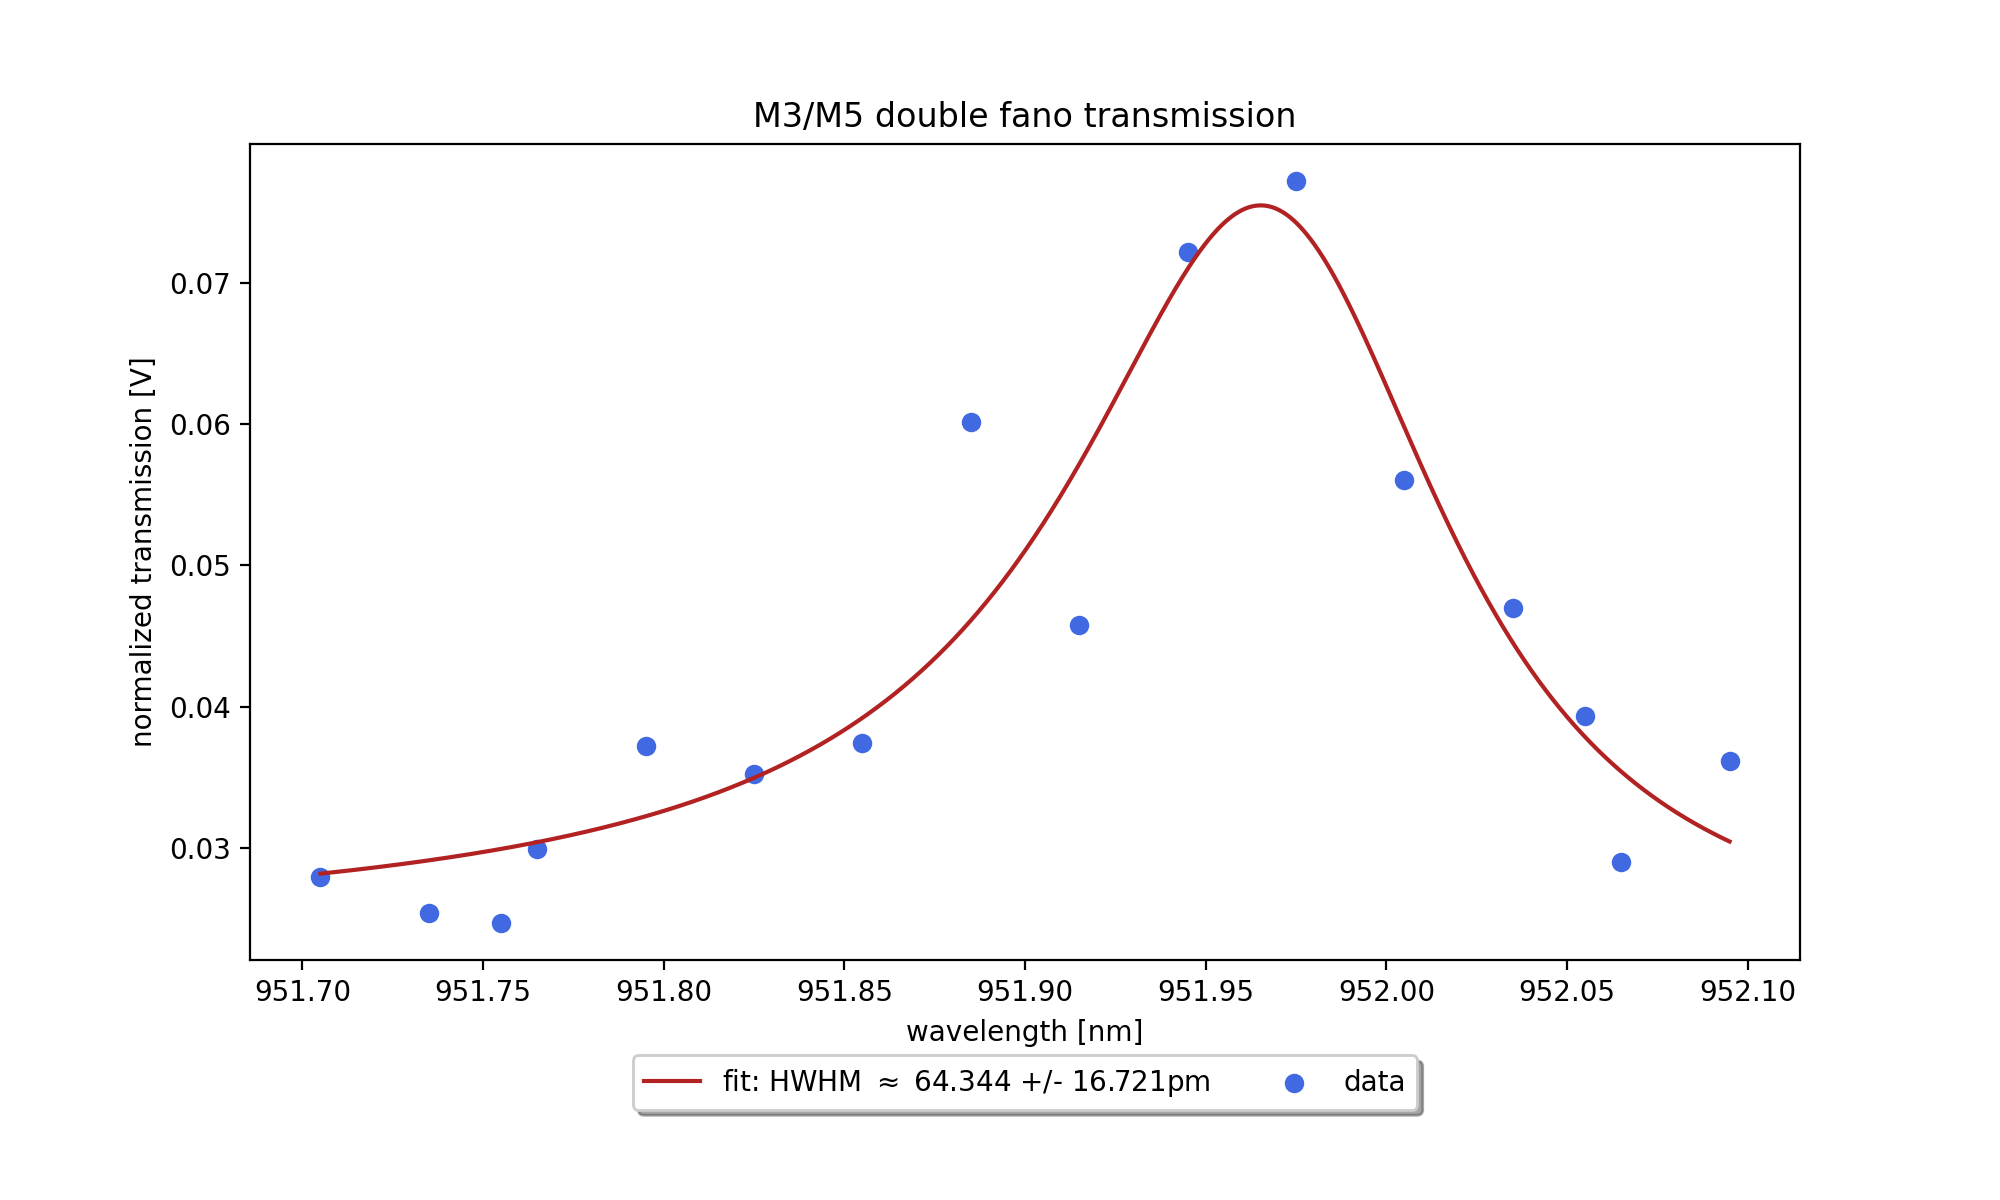 M3/M5 double fano transmission
normalized transmission [V]
0.07
0.06
0.05
0.04
0.03
951.70 951.75 951.80 951.85 951.90 951.95 952.00 952.05 952.10
wavelength [nm]
fit: HWHM ≈ 64.344 +/- 16.721pm data